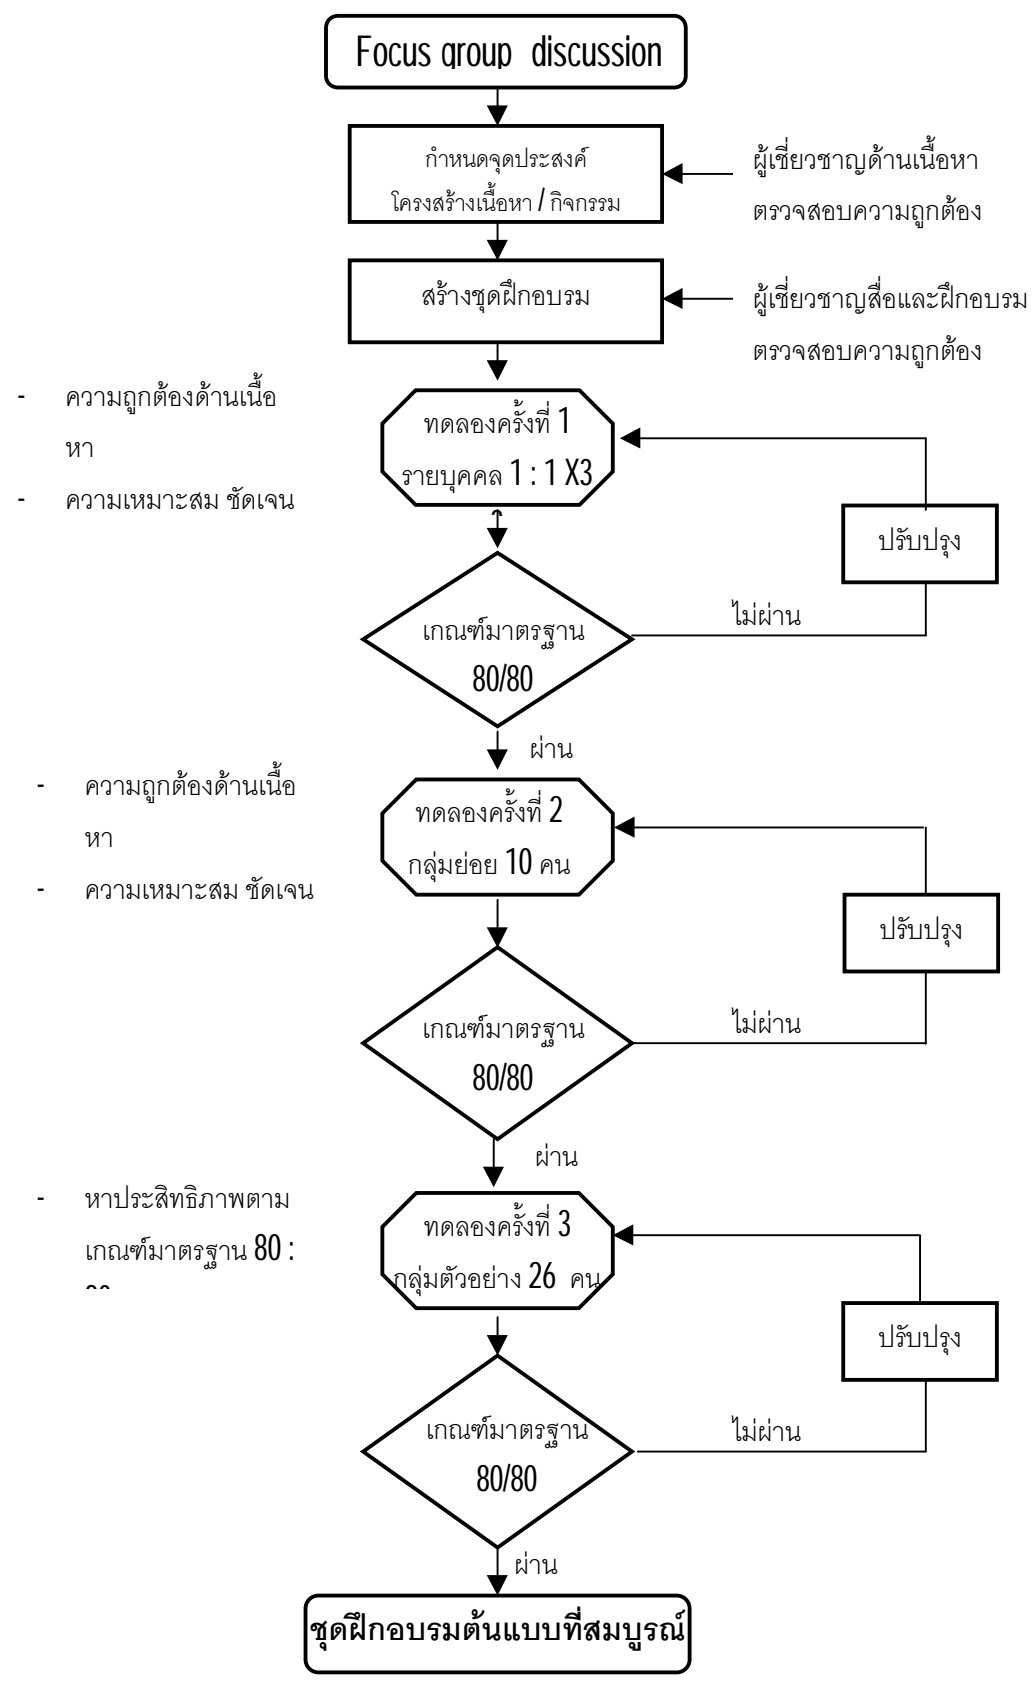 Focus group discussion
กำหนดจุดประสงค์
โครงสร้างเนื้อหา / กิจกรรม
ผู้เชี่ยวชาญด้านเนื้อหา
ตรวจสอบความถูกต้อง
สร้างชุดฝึกอบรม
ผู้เชี่ยวชาญสื่อและฝึกอบรม
ตรวจสอบความถูกต้อง
- ความถูกต้องด้านเนื้อ
หา
- ความเหมาะสม ชัดเจน
ทดลองครั้งที่ 1
รายบุคคล 1 : 1 X3
ปรับปรุง
ไม่ผ่าน
เกณฑ์มาตรฐาน
80/80
ผ่าน
- ความถูกต้องด้านเนื้อ
หา
- ความเหมาะสม ชัดเจน
ทดลองครั้งที่ 2
กลุ่มย่อย 10 คน
ปรับปรุง
ไม่ผ่าน
เกณฑ์มาตรฐาน
80/80
ผ่าน
- หาประสิทธิภาพตาม
เกณฑ์มาตรฐาน 80 :
ทดลองครั้งที่ 3
กลุ่มตัวอย่าง 26 คน
ปรับปรุง
ไม่ผ่าน
เกณฑ์มาตรฐาน
80/80
ผ่าน
ชุดฝึกอบรมต้นแบบที่สมบูรณ์